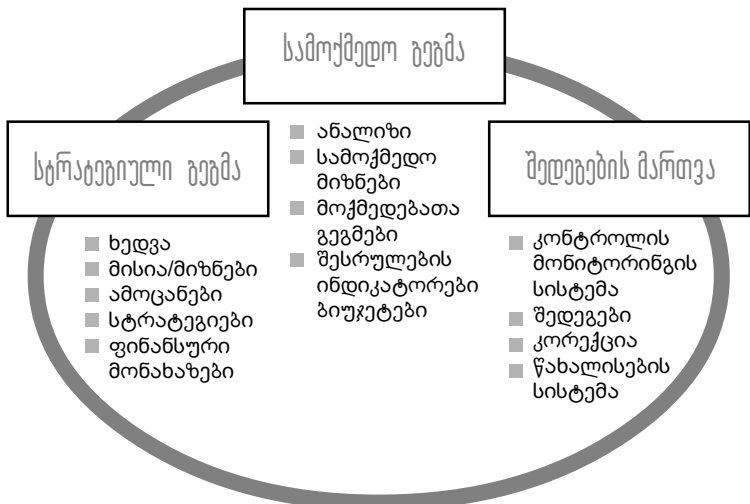 სამოქმედო გეგმა
სტრატეგიული გეგმა
შედეგების მართვა
ანალიზი
სამოქმედო
მიზნები
მოქმედებათა
გეგმები
შესრულების
ინდიკატორები
ბიუჯეტები
ხედვა
მისია/მიზნები
ამოცანები
სტრატეგიები
ფინანსური
მონახაზები
კონტროლის
მონიტორინგის
სისტემა
შედეგები
კორექცია
წახალისების
სისტემა